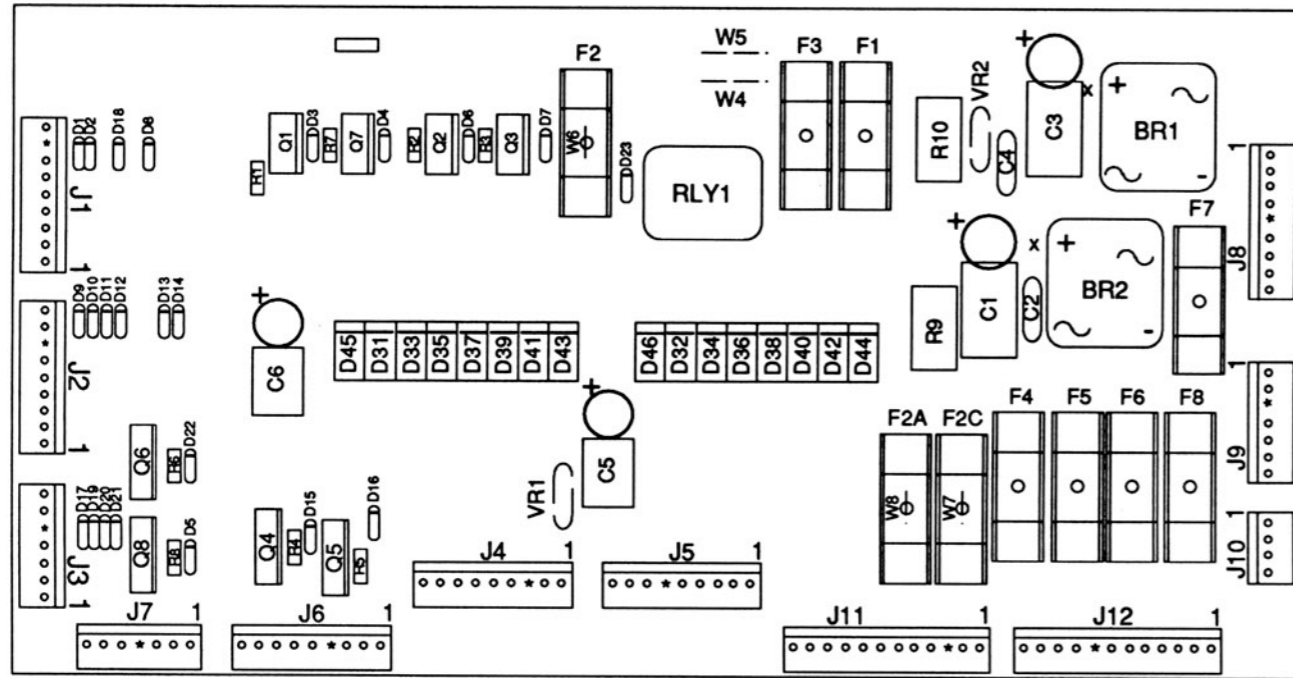 W5
F2
F3
F1
W4
VR2
+
x
C3
+
BR1
-
R10
C4
D1
D2
D18
D8
J1
1
R1
Q1
D3
R7
Q7
D4
R2
Q2
D6
R3
Q3
D7
W6
D23
RLY1
1
J8
F7
+
x
C1
+
BR2
-
C2
R9
D9
D10
D11
D12
D13
D14
J2
1
+
C6
D45
D31
D33
D35
D37
D39
D41
D43
D46
D32
D34
D36
D38
D40
D42
D44
+
C5
VR1
F2A
F2C
F4
F5
F6
F8
W8
W7
1
J9
1
J10
Q6
R6
D22
D17
D19
D20
D21
J3
1
Q8
R8
D5
Q4
R4
D15
Q5
R5
D16
J4 1
J5 1
J7 1
J6 1
J11 1
J12 1